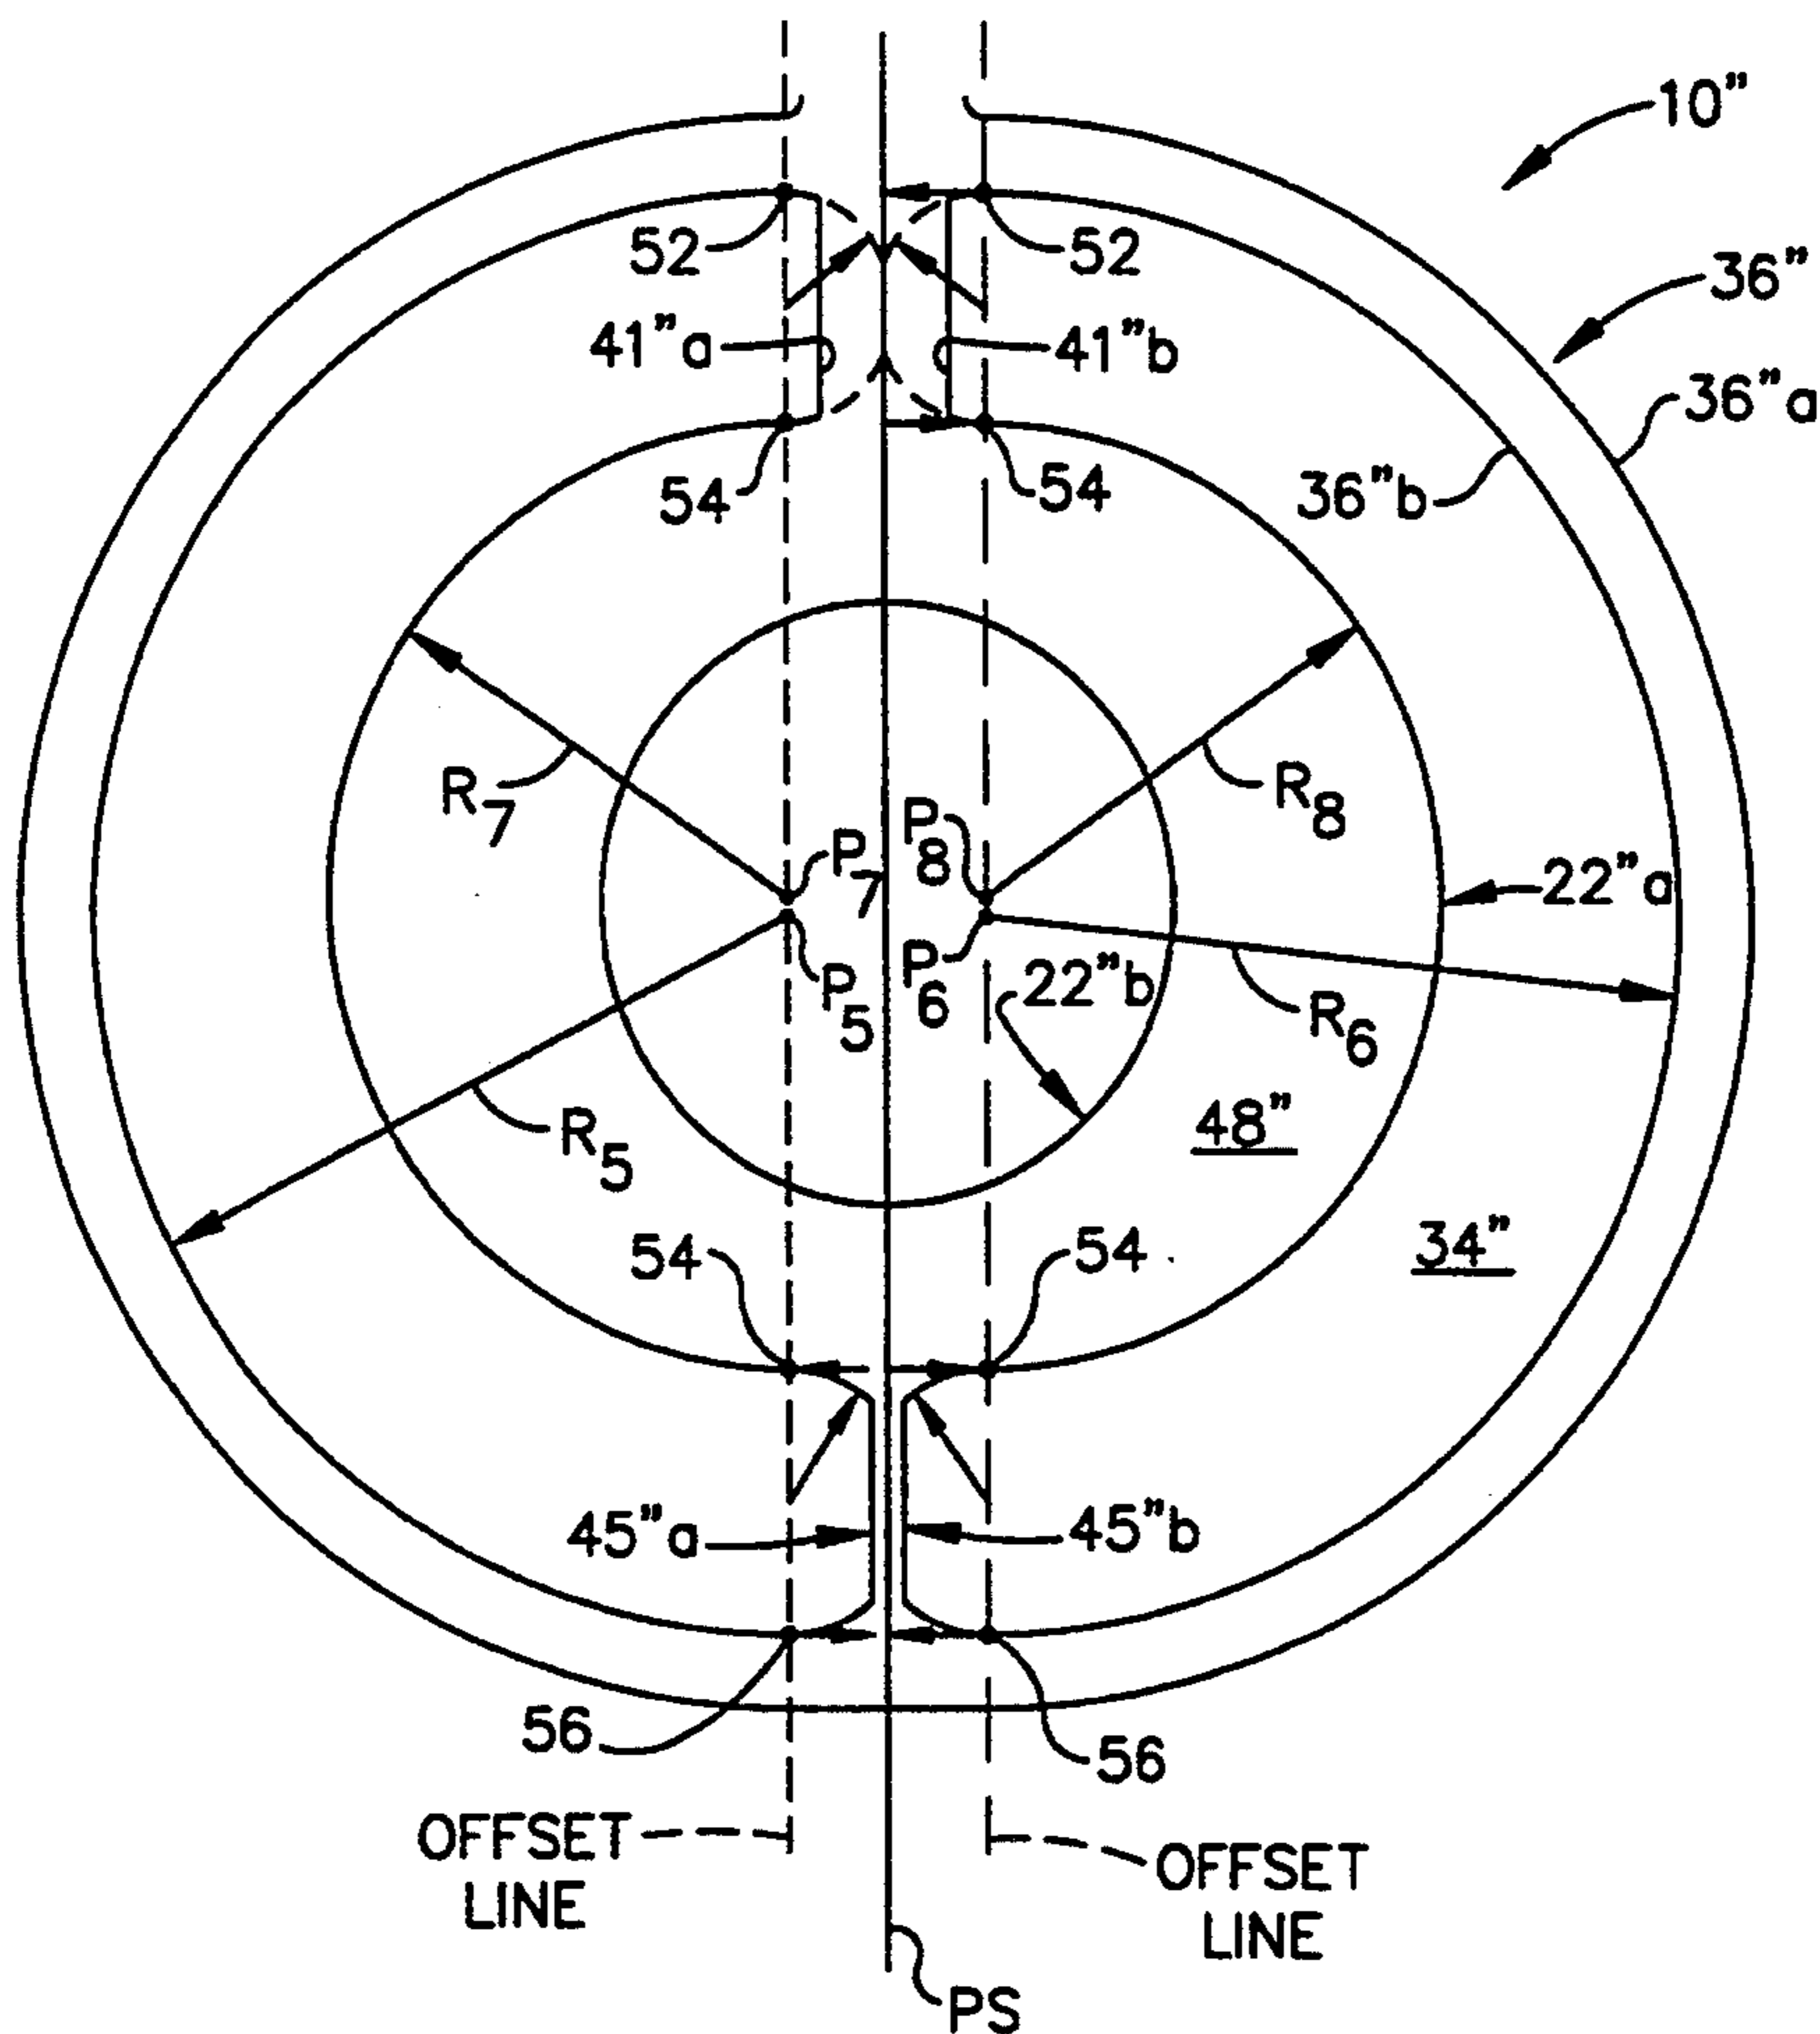 10”
36”
36”a
52
52
41”a
41”b
54
54
36”b
R7
R8
P7
P8
22”a
P5
P6
22”b
R6
R5
48”
34”
54
54
45”a
45”b
56
56
OFFSET
LINE
OFFSET
LINE
PS